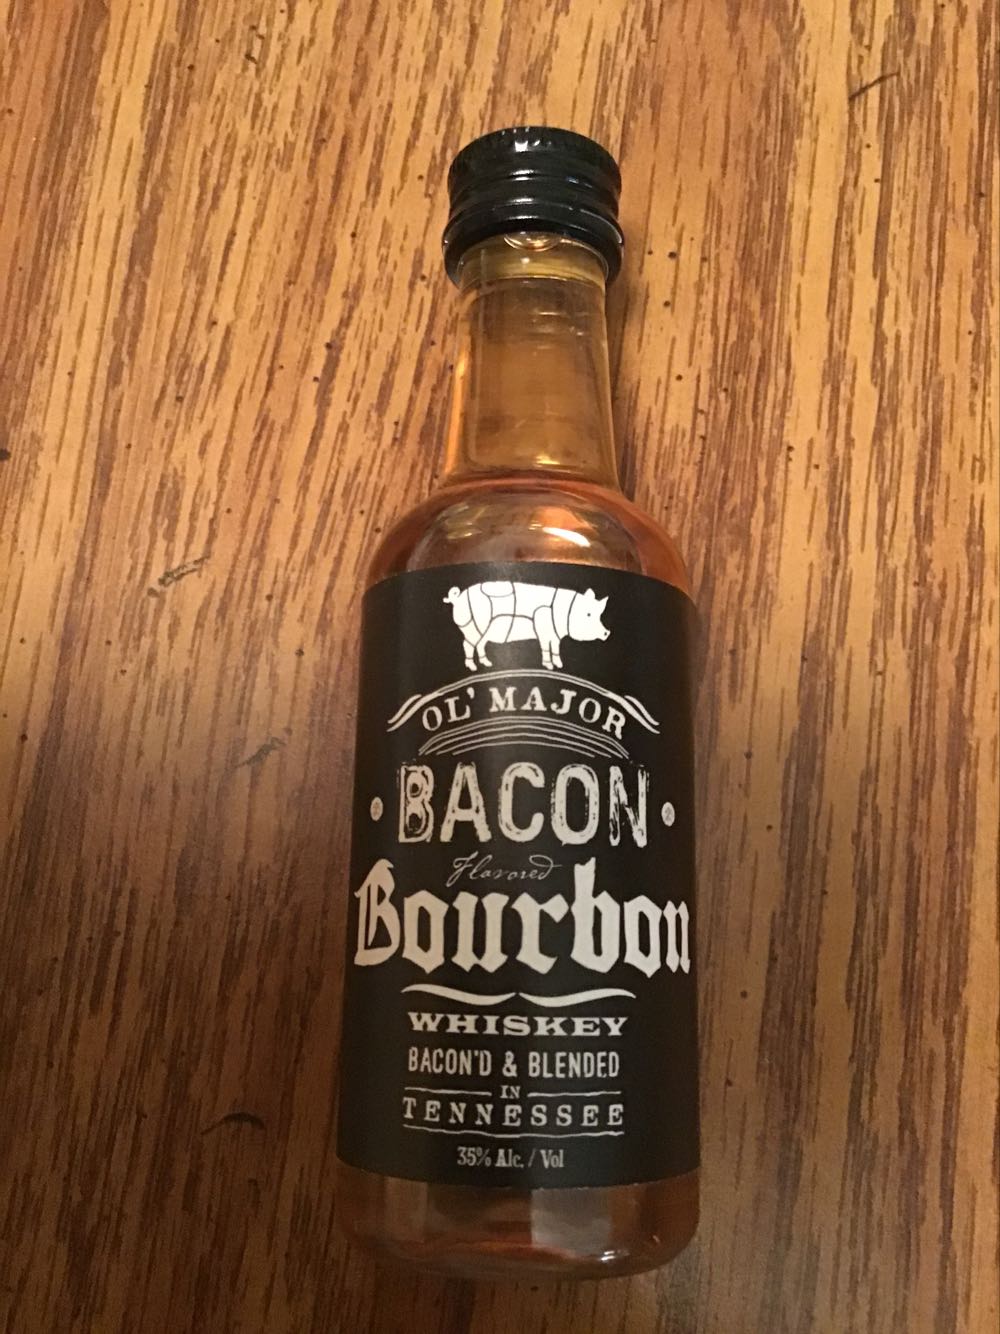 OL' MAJOR
BACON
Flavored
Bourbon
WHISKEY
BACON'D & BLENDED
IN
TENNESSEE
35% Alc. / Vol